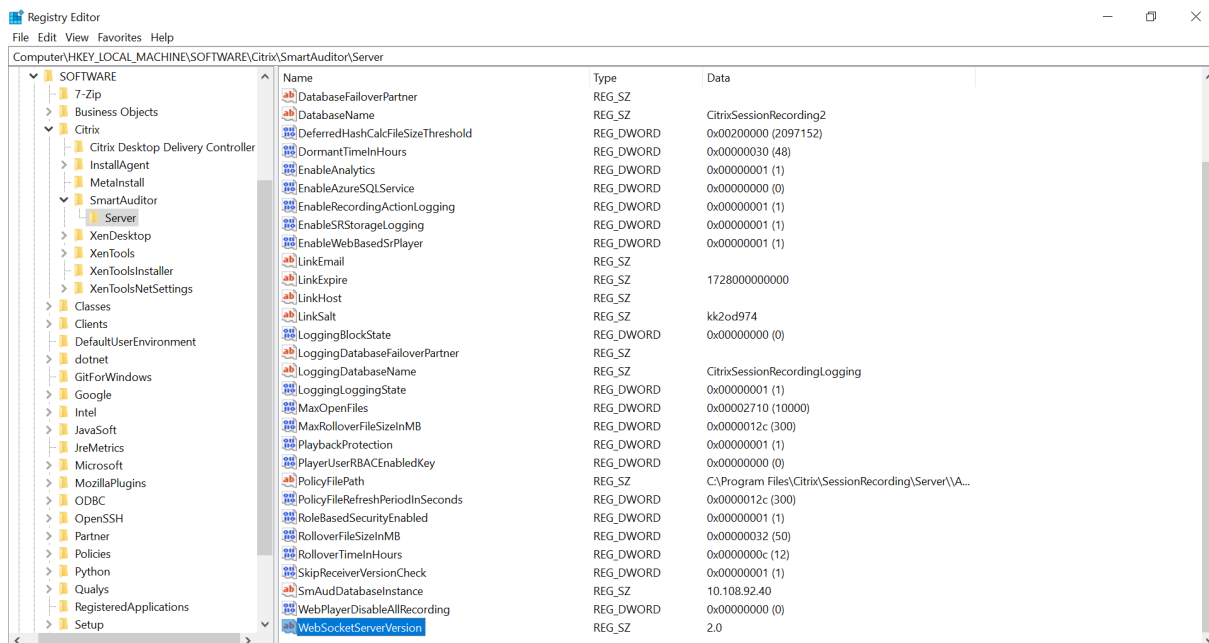 Registry Editor
File Edit View Favorites Help
Computer\HKEY_LOCAL_MACHINE\SOFTWARE\Citrix\SmartAuditor\Server
SOFTWARE
7-Zip
Business Objects
Citrix
Citrix Desktop Delivery Controller
InstallAgent
MetaInstall
SmartAuditor
Server
XenDesktop
XenTools
XenToolsInstaller
XenToolsNetSettings
Classes
Clients
DefaultUserEnvironment
dotnet
GitForWindows
Google
Intel
JavaSoft
JreMetrics
Microsoft
MozillaPlugins
ODBC
OpenSSH
Partner
Policies
Python
Qualys
RegisteredApplications
Setup
Name Type Data
DatabaseFailoverPartner REG_SZ
DatabaseName REG_SZ CitrixSessionRecording2
DeferredHashCalcFileSizeThreshold REG_DWORD 0x00200000 (2097152)
DormantTimeInHours REG_DWORD 0x00000030 (48)
EnableAnalytics REG_DWORD 0x00000001 (1)
EnableAzureSQLService REG_DWORD 0x00000000 (0)
EnableRecordingActionLogging REG_DWORD 0x00000001 (1)
EnableSRStorageLogging REG_DWORD 0x00000001 (1)
EnableWebBasedSrPlayer REG_DWORD 0x00000001 (1)
LinkEmail REG_SZ
LinkExpire REG_SZ 1728000000000
LinkHost REG_SZ
LinkSalt REG_SZ kk2od974
LoggingBlockState REG_DWORD 0x00000000 (0)
LoggingDatabaseFailoverPartner REG_SZ
LoggingDatabaseName REG_SZ CitrixSessionRecordingLogging
LoggingLoggingState REG_DWORD 0x00000001 (1)
MaxOpenFiles REG_DWORD 0x00002710 (10000)
MaxRolloverFileSizeInMB REG_DWORD 0x0000012c (300)
PlaybackProtection REG_DWORD 0x00000001 (1)
PlayerUserRBACEnabledKey REG_DWORD 0x00000000 (0)
PolicyFilePath REG_SZ C:\Program Files\Citrix\SessionRecording\Server\\A...
PolicyFileRefreshPeriodInSeconds REG_DWORD 0x0000012c (300)
RoleBasedSecurityEnabled REG_DWORD 0x00000001 (1)
RolloverFileSizeInMB REG_DWORD 0x00000032 (50)
RolloverTimeInHours REG_DWORD 0x0000000c (12)
SkipReceiverVersionCheck REG_DWORD 0x00000001 (1)
SmAudDatabaseInstance REG_SZ 10.108.92.40
WebPlayerDisableAllRecording REG_DWORD 0x00000000 (0)
WebSocketServerVersion REG_SZ 2.0